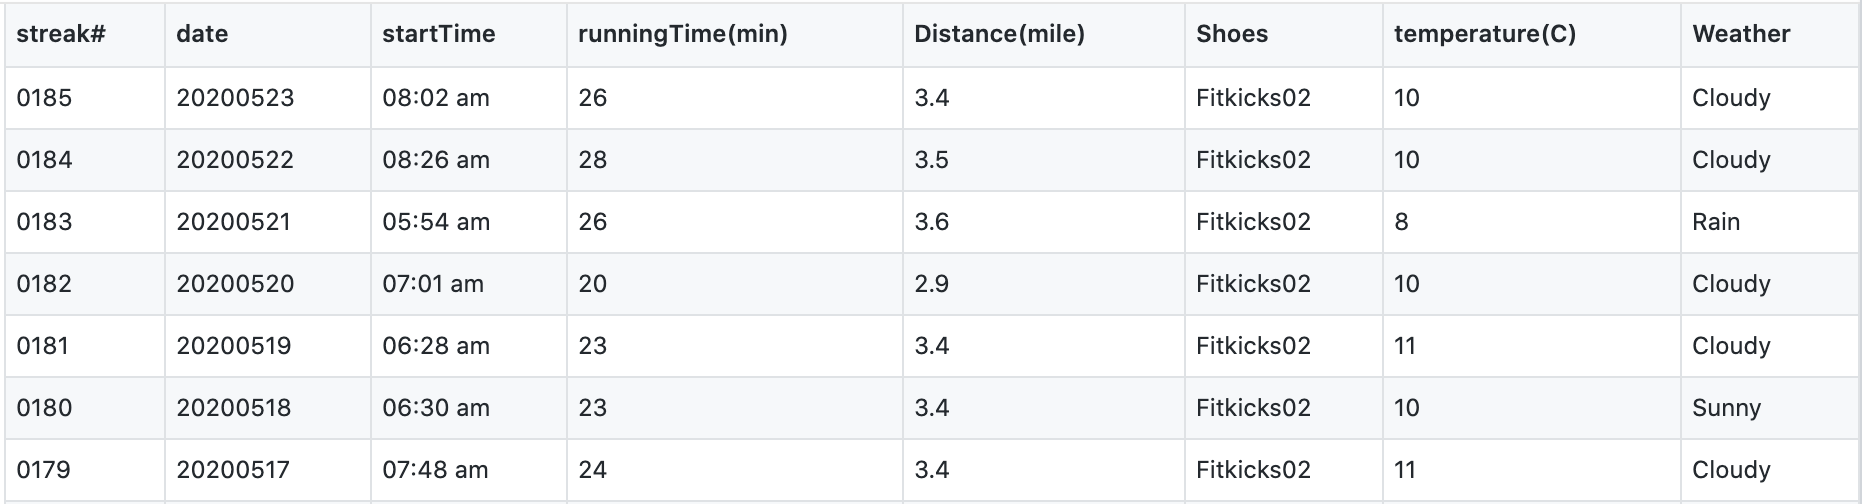 streak# date startTime runningTime(min) Distance(mile) Shoes temperature(C) Weather
0185 20200523 08:02 am 26 3.4 Fitkicks02 10 Cloudy
0184 20200522 08:26 am 28 3.5 Fitkicks02 10 Cloudy
0183 20200521 05:54 am 26 3.6 Fitkicks02 8 Rain
0182 20200520 07:01 am 20 2.9 Fitkicks02 10 Cloudy
0181 20200519 06:28 am 23 3.4 Fitkicks02 11 Cloudy
0180 20200518 06:30 am 23 3.4 Fitkicks02 10 Sunny
0179 20200517 07:48 am 24 3.4 Fitkicks02 11 Cloudy